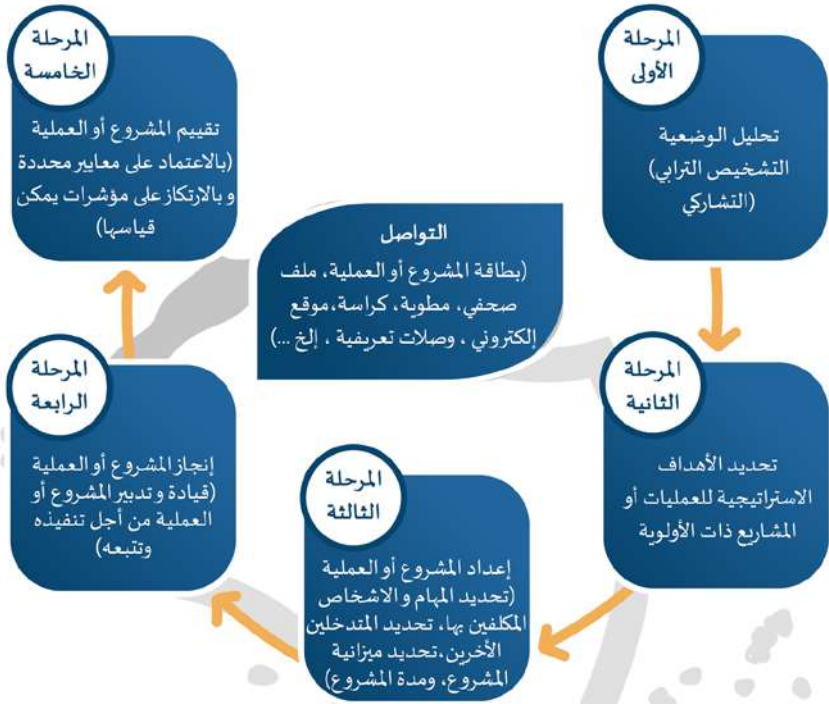 المرحلة
الأولى
تحليل الوضعية
التشخيص الترابي)
(التشاركي
المرحلة
الثانية
تحديد الأهداف
الاستراتيجية للعمليات أو
المشاريع ذات الأولوية
المرحلة
الثالثة
إعداد المشروع أو العملية
(تحديد المهام و الاشخاص
المكلفين بها، تحديد المتدخلين
الأخرين،تحديد ميزانية
المشروع، ومدة المشروع)
المرحلة
الرابعة
إنجاز المشروع أو العملية
(قيادة و تدبير المشروع أو
العملية من أجل تنفيذه
وتتبعه)
المرحلة
الخامسة
تقييم المشروع أو العملية
(بالاعتماد على معايير محددة
و بالارتكاز على مؤشرات يمكن
قياسها)
التواصل
(بطاقة المشروع أو العملية، ملف
صحفي، مطوية، كراسة،موقع
إلكتروني ، وصلات تعريفية ، إلخ ...)